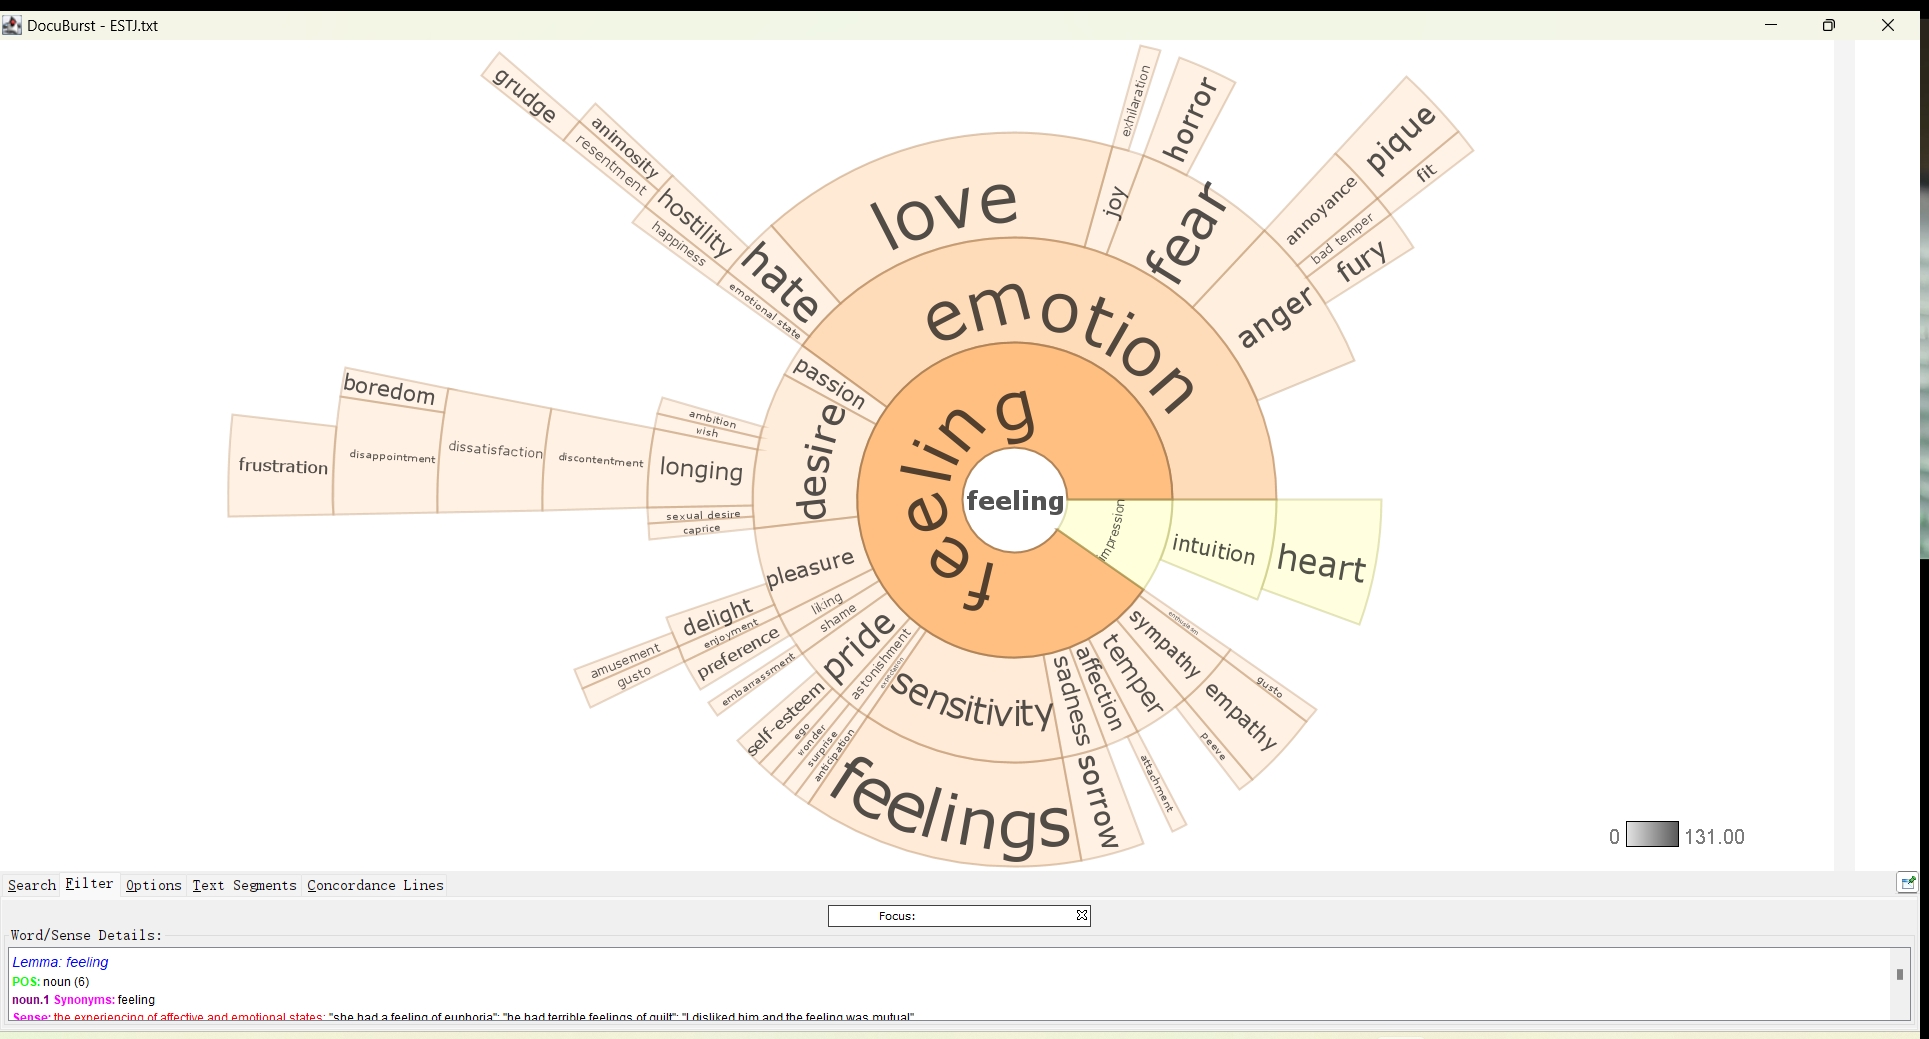 DocuBurst - ESTJ.txt
grudge
animosity
resentment
hostility
happiness
hate
emotional state
love
joy
exhilaration
horror
fear
pique
fit
annoyance
bad temper
fury
anger
emotion
passion
desire
ambition
wish
longing
discontentment
dissatisfaction
boredom
disappointment
frustration
sexual desire
caprice
feeling
feeling
impression
intuition
heart
pleasure
delight
enjoyment
amusement
gusto
liking
preference
shame
embarrassment
pride
self-esteem
ego
astonishment
wonder
surprise
expectation
anticipation
sensitivity
feelings
sadness
sorrow
affection
attachment
temper
peeve
sympathy
empathy
enthusiasm
gusto
0 131.00
Search Filter Options Text Segments Concordance Lines
Focus:
Word/Sense Details:
Lemma: feeling
POS: noun (6)
noun.1 Synonyms: feeling
Sense: the experiencing of affective and emotional states; "she had a feeling of euphoria"; "he had terrible feelings of guilt"; "I disliked him and the feeling was mutual"